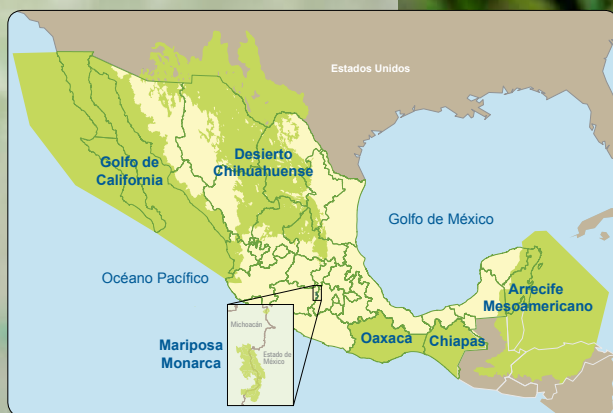 Estados Unidos
Golfo de
California
Desierto
Chihuahuense
Golfo de México
Océano Pacífico
Arrecife
Mesoamericano
Michoacán
Mariposa
Monarca
Estado de
México
Oaxaca
Chiapas